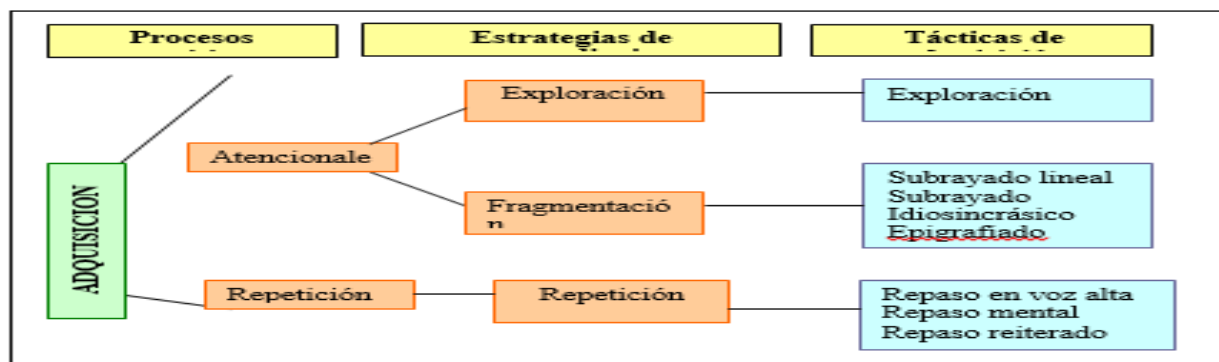 Procesos
Estrategias de
Tácticas de
Exploración
Exploración
Atencionale
ADQUISICION
Fragmentació
n
Subrayado lineal
Subrayado
Idiosincrásico
Epigrafiado
Repetición
Repetición
Repaso en voz alta
Repaso mental
Repaso reiterado